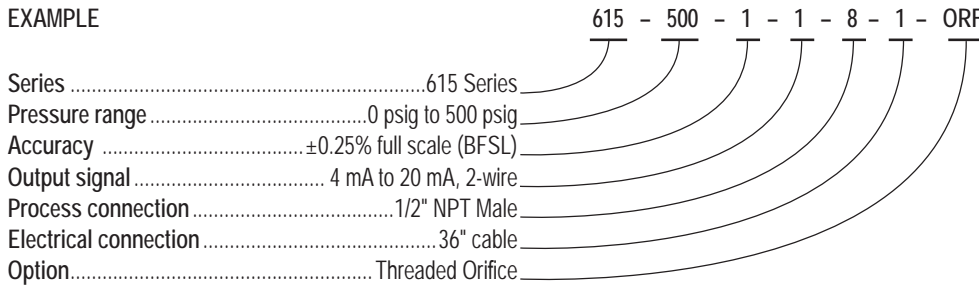 EXAMPLE 615 – 500 – 1 – 1 – 8 – 1 – ORF
Series ..........................................................615 Series
Pressure range ....................................0 psig to 500 psig
Accuracy .................................±0.25% full scale (BFSL)
Output signal ................................ 4 mA to 20 mA, 2-wire
Process connection ......................................1/2" NPT Male
Electrical connection ...........................................36" cable
Option................................................... Threaded Orifice